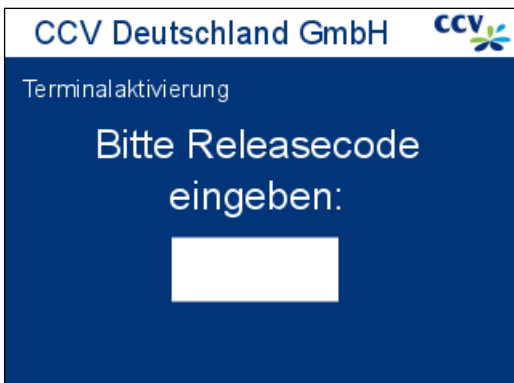 CCV Deutschland GmbH
CCV
Terminalaktivierung
Bitte Releasecode
eingeben: